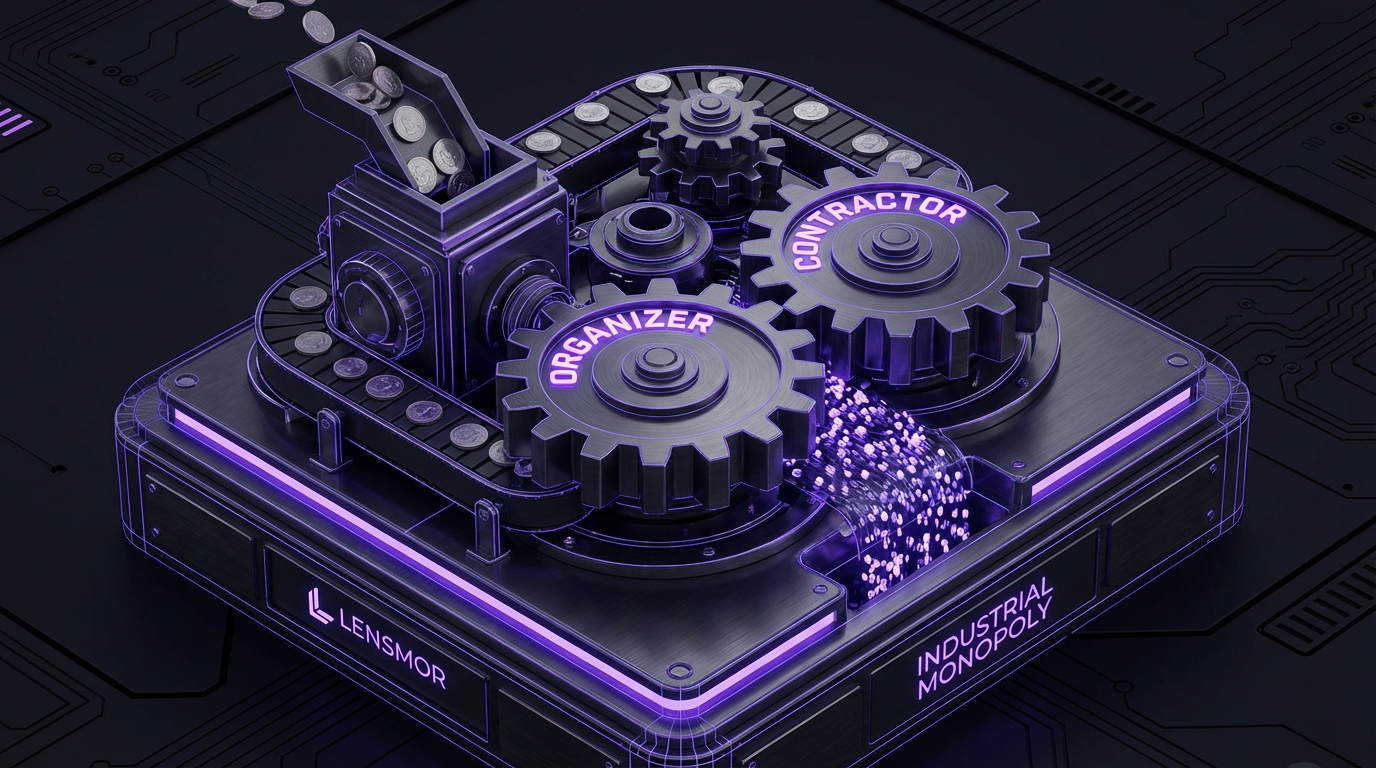 CONTRACTOR
ORGANIZER
LENSMOR
INDUSTRIAL
MONOPOLY